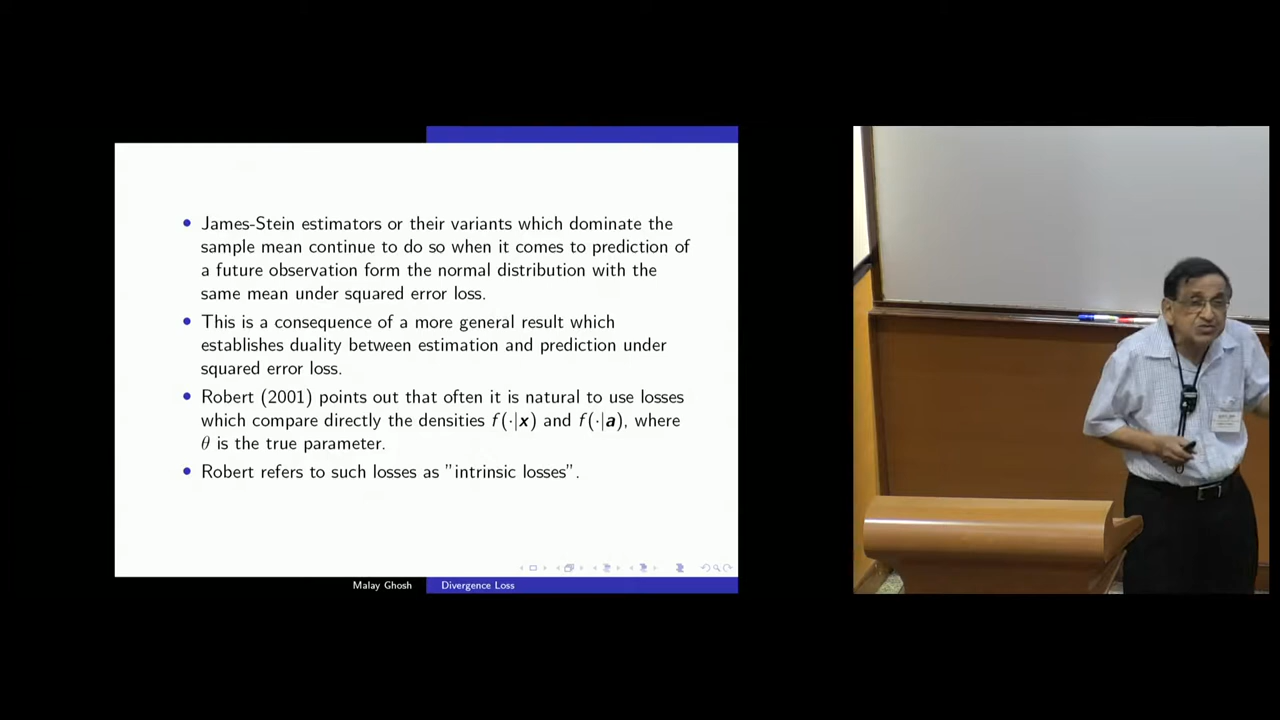 James-Stein estimators or their variants which dominate the
sample mean continue to do so when it comes to prediction of
a future observation form the normal distribution with the
same mean under squared error loss.
This is a consequence of a more general result which
establishes duality between estimation and prediction under
squared error loss.
Robert (2001) points out that often it is natural to use losses
which compare directly the densities f(·|x) and f(·|a), where
θ is the true parameter.
Robert refers to such losses as "intrinsic losses".
Malay Ghosh Divergence Loss